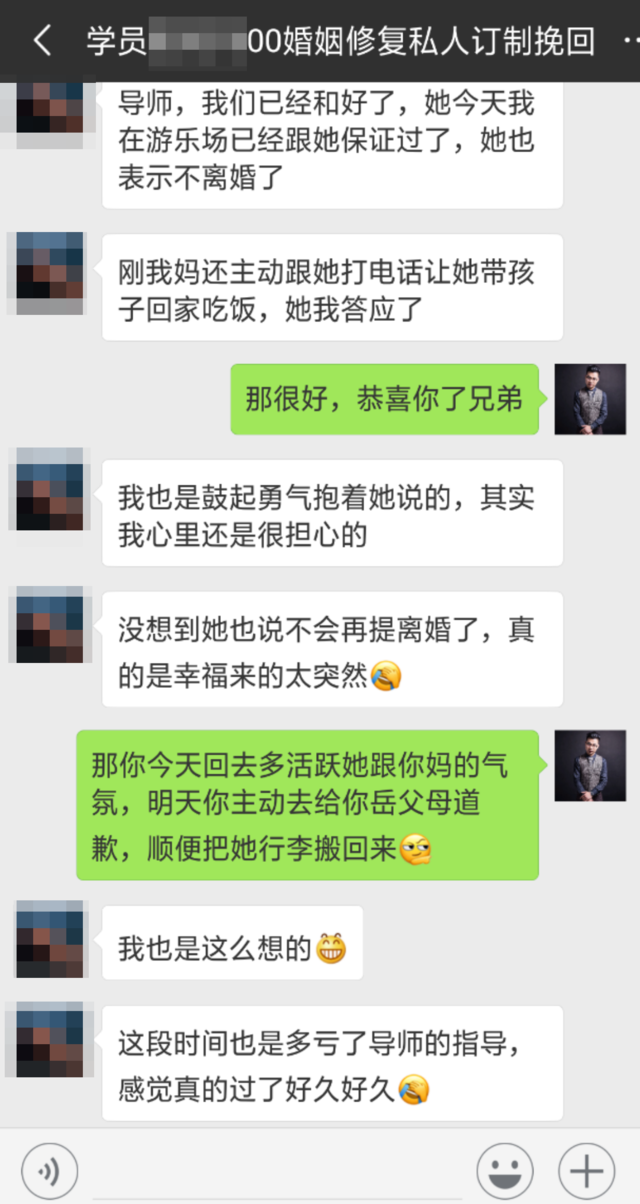 学员00婚姻修复私人订制挽回
导师，我们已经和好了，她今天我
在游乐场已经跟她保证过了，她也
表示不离婚了
刚我妈还主动跟她打电话让她带孩
子回家吃饭，她我答应了
那很好，恭喜你了兄弟
我也是鼓起勇气抱着她说的，其实
我心里还是很担心的
没想到她也说不会再提离婚了，真
的是幸福来的太突然
那你今天回去多活跃她跟你妈的气
氛，明天你主动去给你岳父母道
歉，顺便把她行李搬回来
我也是这么想的
这段时间也是多亏了导师的指导，
感觉真的过了好久好久